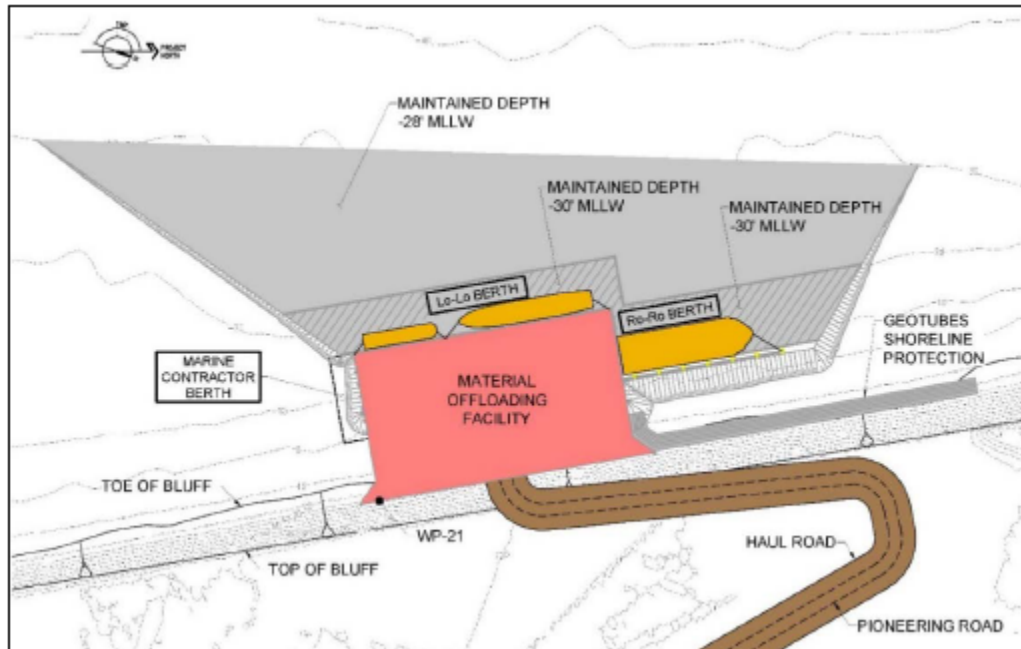 PROJECT
NORTH
MAINTAINED DEPTH
-28' MLLW
MAINTAINED DEPTH
-30' MLLW
MAINTAINED DEPTH
-30' MLLW
Lo-Lo BERTH
Ro-Ro BERTH
GEOTUBES
SHORELINE
PROTECTION
MARINE
CONTRACTOR
BERTH
MATERIAL
OFFLOADING
FACILITY
TOE OF BLUFF
WP-21
TOP OF BLUFF
HAUL ROAD
PIONEERING ROAD